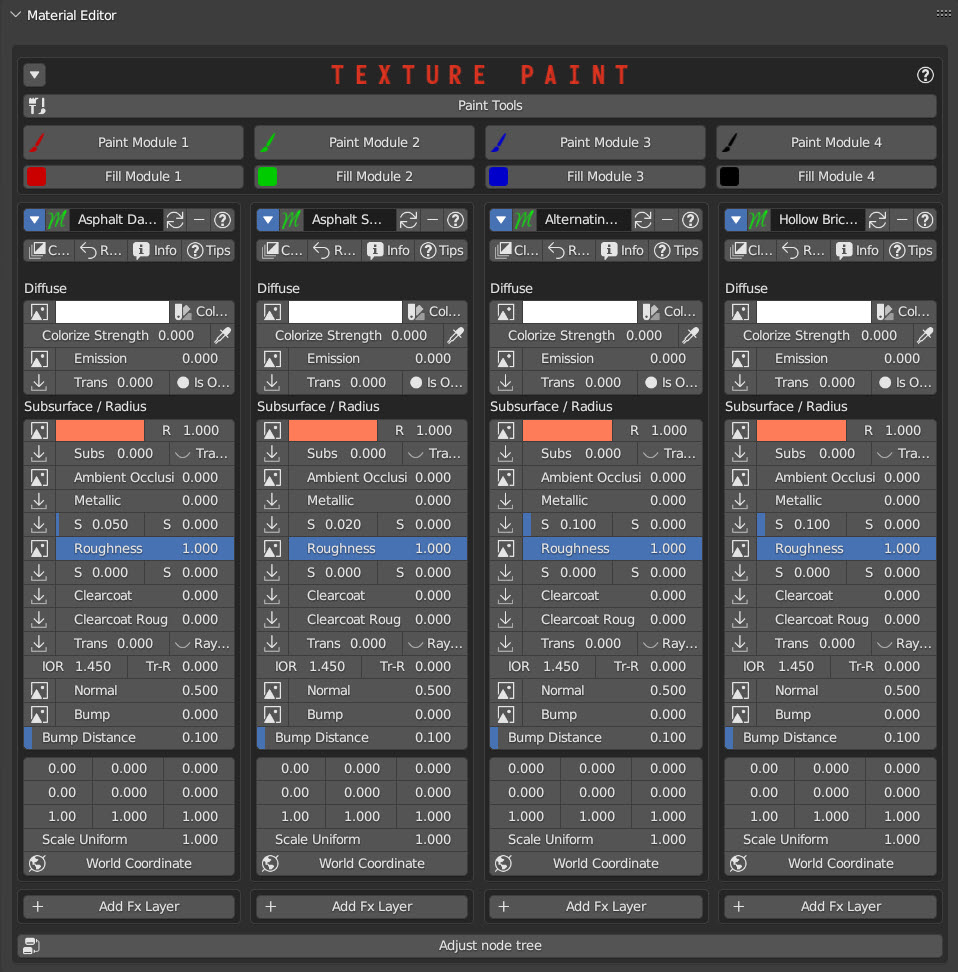 Material Editor
TEXTURE PAINT
Paint Tools
Paint Module 1 Paint Module 2 Paint Module 3 Paint Module 4
Fill Module 1 Fill Module 2 Fill Module 3 Fill Module 4
Asphalt Da... Asphalt S... Alternatin... Hollow Bric...
C... R... Info Tips C... R... Info Tips Cl... R... Info Tips Cl... R... Info Tips
Diffuse Diffuse Diffuse Diffuse
Col... Col... Col... Col...
Colorize Strength 0.000 Colorize Strength 0.000 Colorize Strength 0.000 Colorize Strength 0.000
Emission 0.000 Emission 0.000 Emission 0.000 Emission 0.000
Trans 0.000 Is O... Trans 0.000 Is O... Trans 0.000 Is O... Trans 0.000 Is O...
Subsurface / Radius Subsurface / Radius Subsurface / Radius Subsurface / Radius
R 1.000 R 1.000 R 1.000 R 1.000
Subs 0.000 Tra... Subs 0.000 Tra... Subs 0.000 Tra... Subs 0.000 Tra...
Ambient Occlusi 0.000 Ambient Occlusi 0.000 Ambient Occlusi 0.000 Ambient Occlusi 0.000
Metallic 0.000 Metallic 0.000 Metallic 0.000 Metallic 0.000
S 0.050 S 0.000 S 0.020 S 0.000 S 0.100 S 0.000 S 0.100 S 0.000
Roughness 1.000 Roughness 1.000 Roughness 1.000 Roughness 1.000
S 0.000 S 0.000 S 0.000 S 0.000 S 0.000 S 0.000 S 0.000 S 0.000
Clearcoat 0.000 Clearcoat 0.000 Clearcoat 0.000 Clearcoat 0.000
Clearcoat Roug 0.000 Clearcoat Roug 0.000 Clearcoat Roug 0.000 Clearcoat Roug 0.000
Trans 0.000 Ray... Trans 0.000 Ray... Trans 0.000 Ray... Trans 0.000 Ray...
IOR 1.450 Tr-R 0.000 IOR 1.450 Tr-R 0.000 IOR 1.450 Tr-R 0.000 IOR 1.450 Tr-R 0.000
Normal 0.500 Normal 0.500 Normal 0.500 Normal 0.500
Bump 0.000 Bump 0.000 Bump 0.000 Bump 0.000
Bump Distance 0.100 Bump Distance 0.100 Bump Distance 0.100 Bump Distance 0.100
0.00 0.000 0.000 0.00 0.000 0.000 0.000 0.000 0.000 0.00 0.000 0.000
0.00 0.000 0.000 0.00 0.000 0.000 0.000 0.000 0.000 0.00 0.000 0.000
1.00 1.000 1.000 1.00 1.000 1.000 1.000 1.000 1.000 1.00 1.000 1.000
Scale Uniform 1.000 Scale Uniform 1.000 Scale Uniform 1.000 Scale Uniform 1.000
World Coordinate World Coordinate World Coordinate World Coordinate
+ Add Fx Layer + Add Fx Layer + Add Fx Layer + Add Fx Layer
Adjust node tree